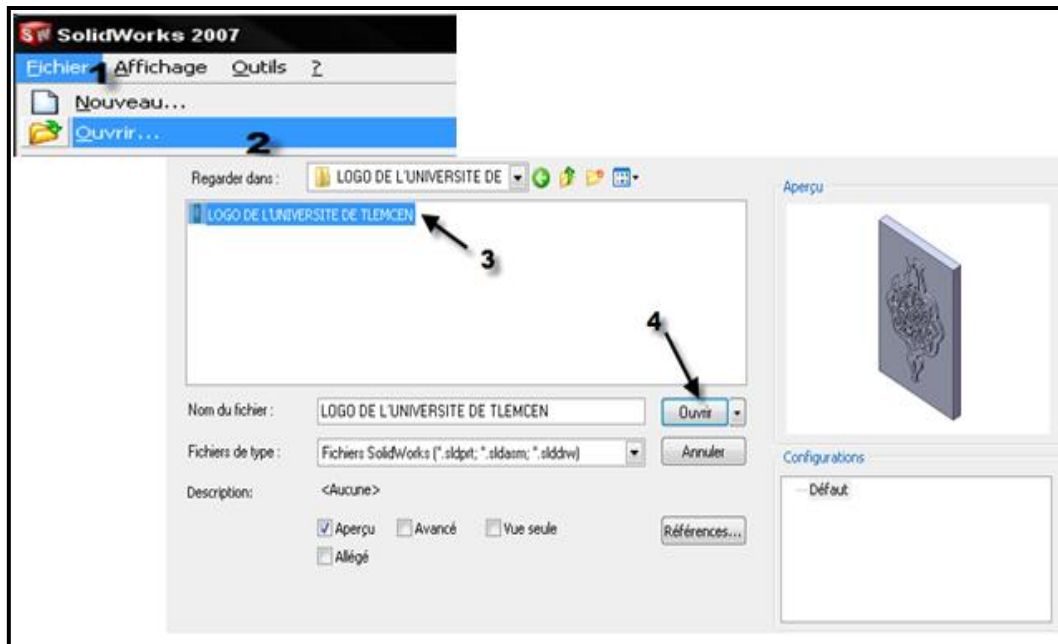 SW SolidWorks 2007
Fichier 1 Affichage Outils ?
Nouveau...
Ouvrir... 2
Regarder dans : LOGO DE L'UNIVERSITE DE
LOGO DE L'UNIVERSITE DE TLEMCEN
3
4
Nom du fichier : LOGO DE L'UNIVERSITE DE TLEMCEN Ouvrir
Fichiers de type : Fichiers SolidWorks (*.sldprt; *.sldasm; *.slddrw) Annuler
Description: <Aucune>
Aperçu Avancé Vue seule Références...
Allégé
Aperçu
Configurations
Défaut